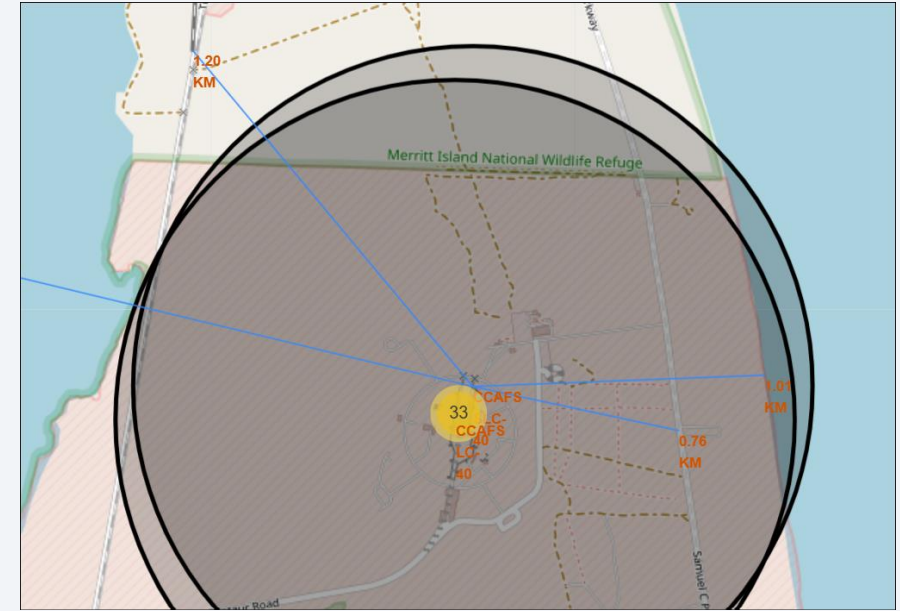 kway
1.20
KM
Merritt Island National Wildlife Refuge
1.01
KM
CCAFS
LC-
40
33
CCAFS
LC-
40
0.76
KM
Samuel C P
Road